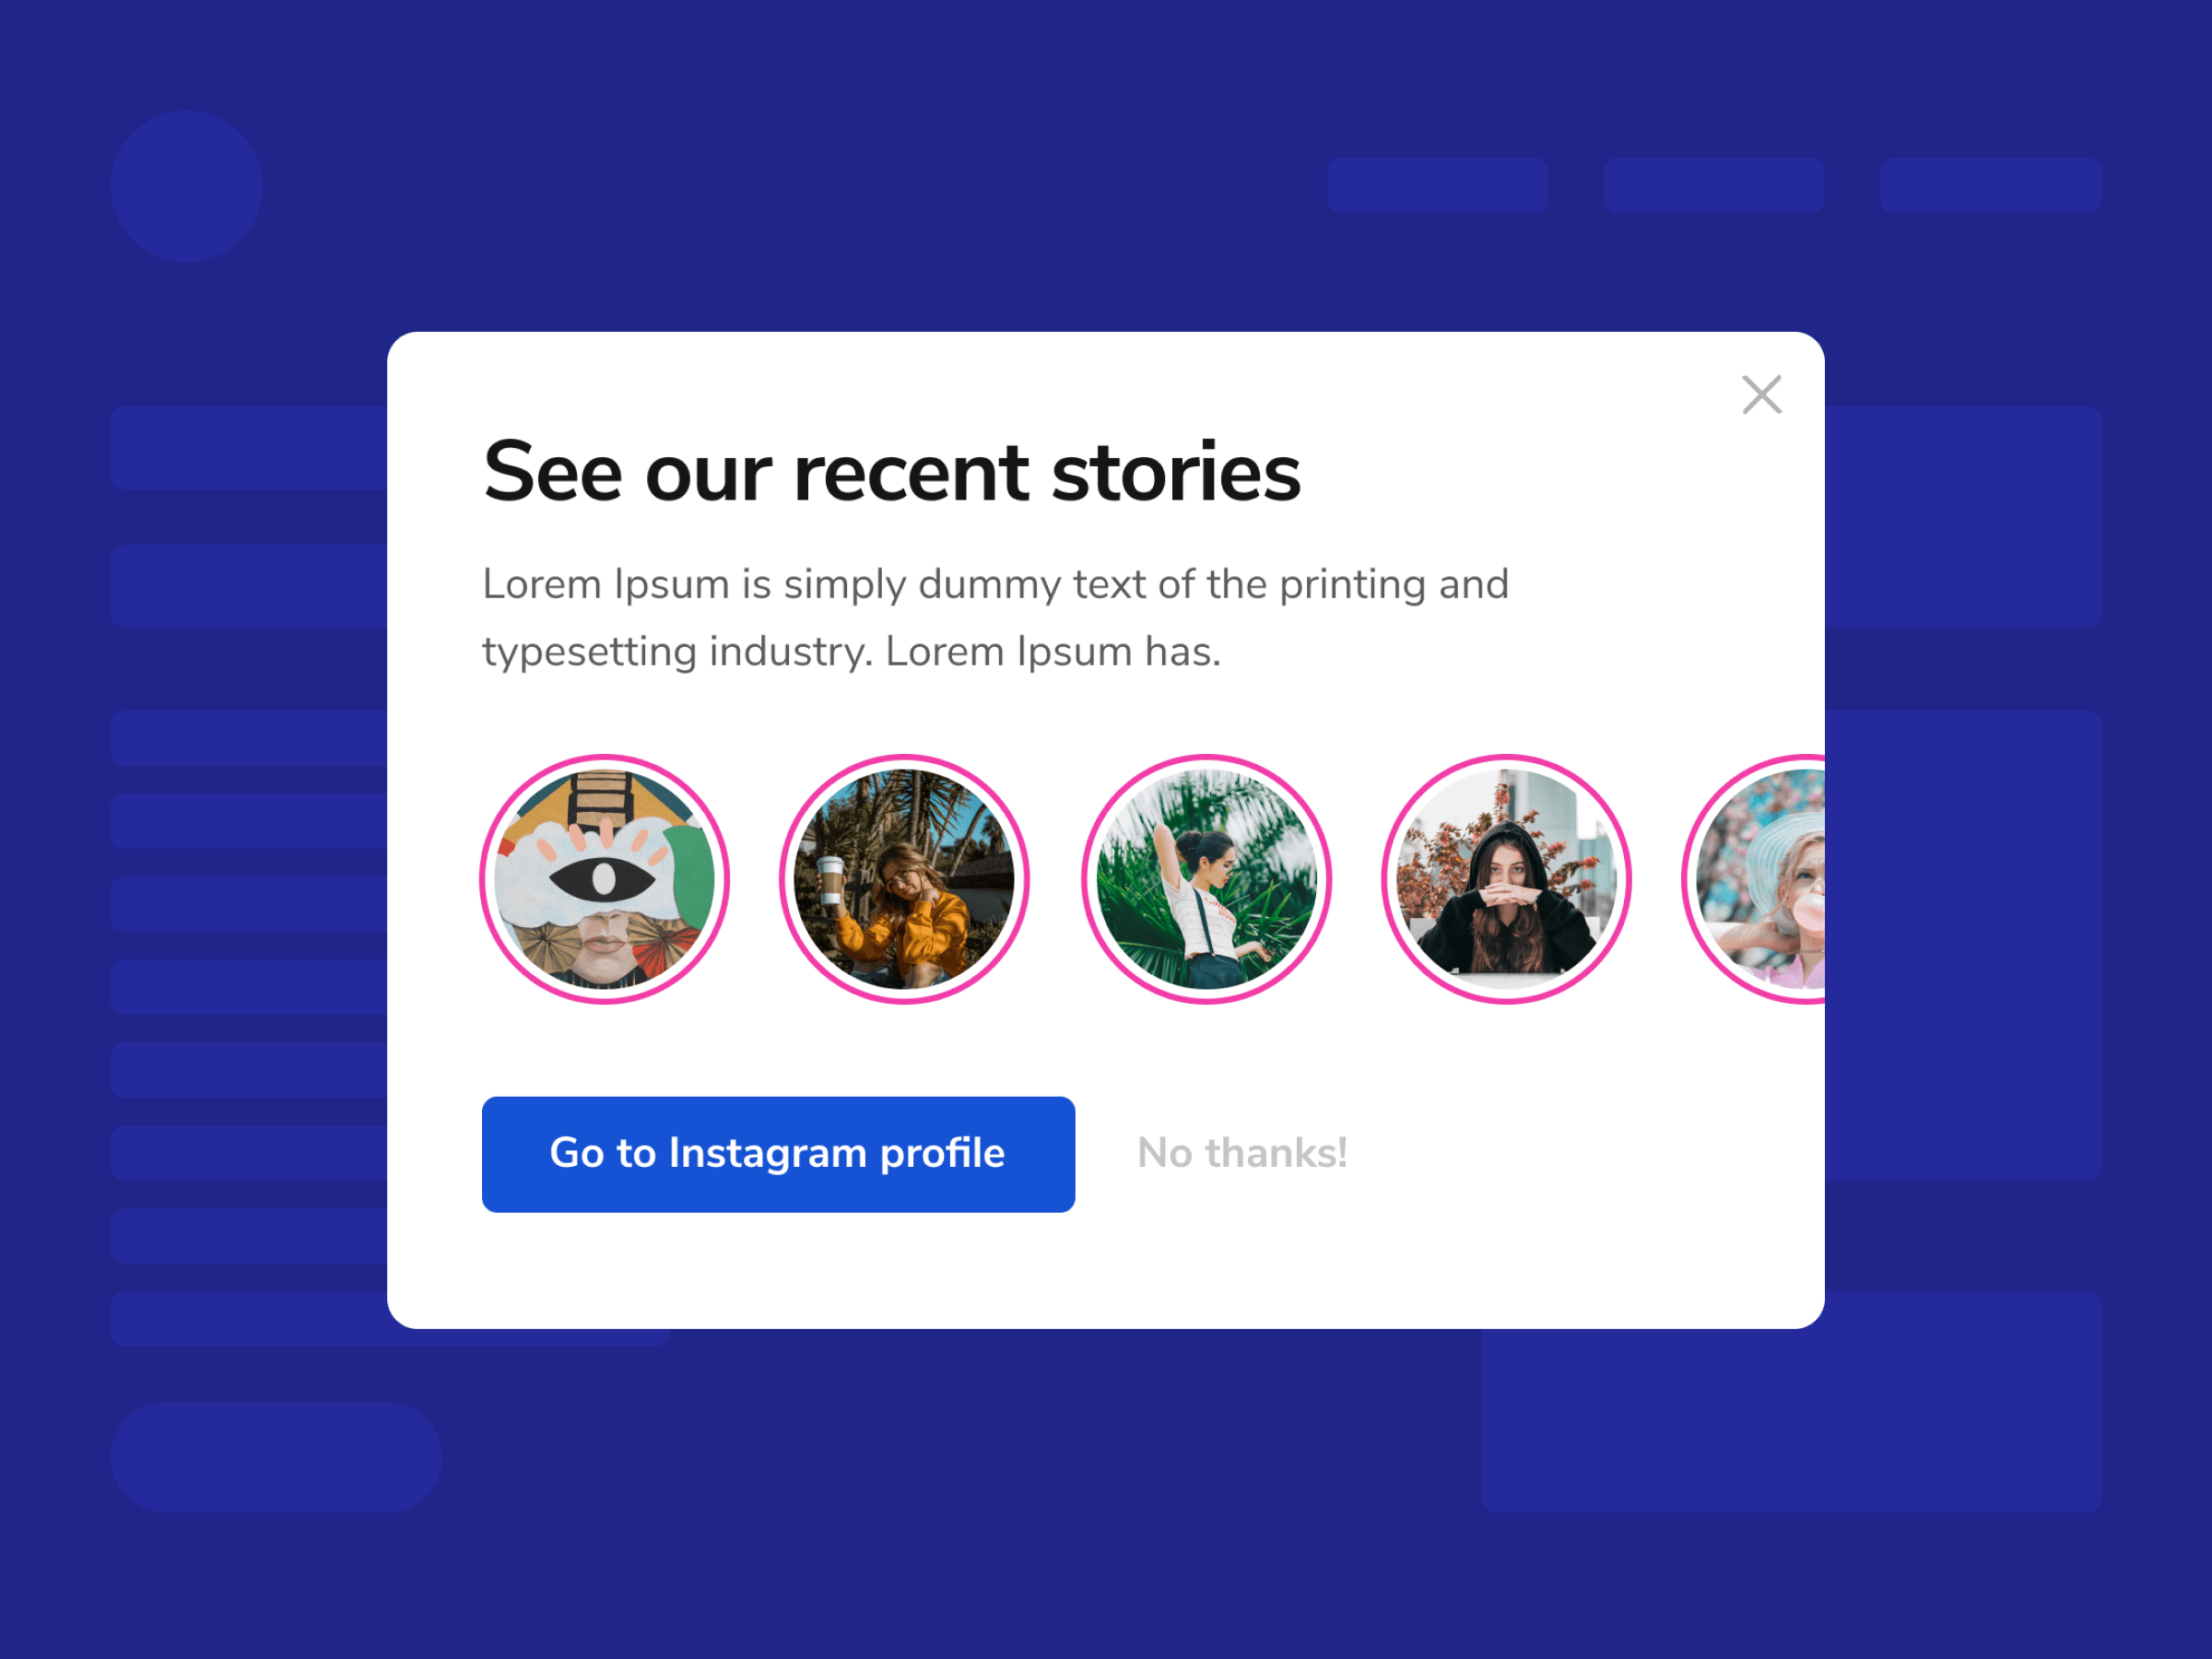 See our recent stories
Lorem Ipsum is simply dummy text of the printing and
typesetting industry. Lorem Ipsum has.
Go to Instagram profile
No thanks!